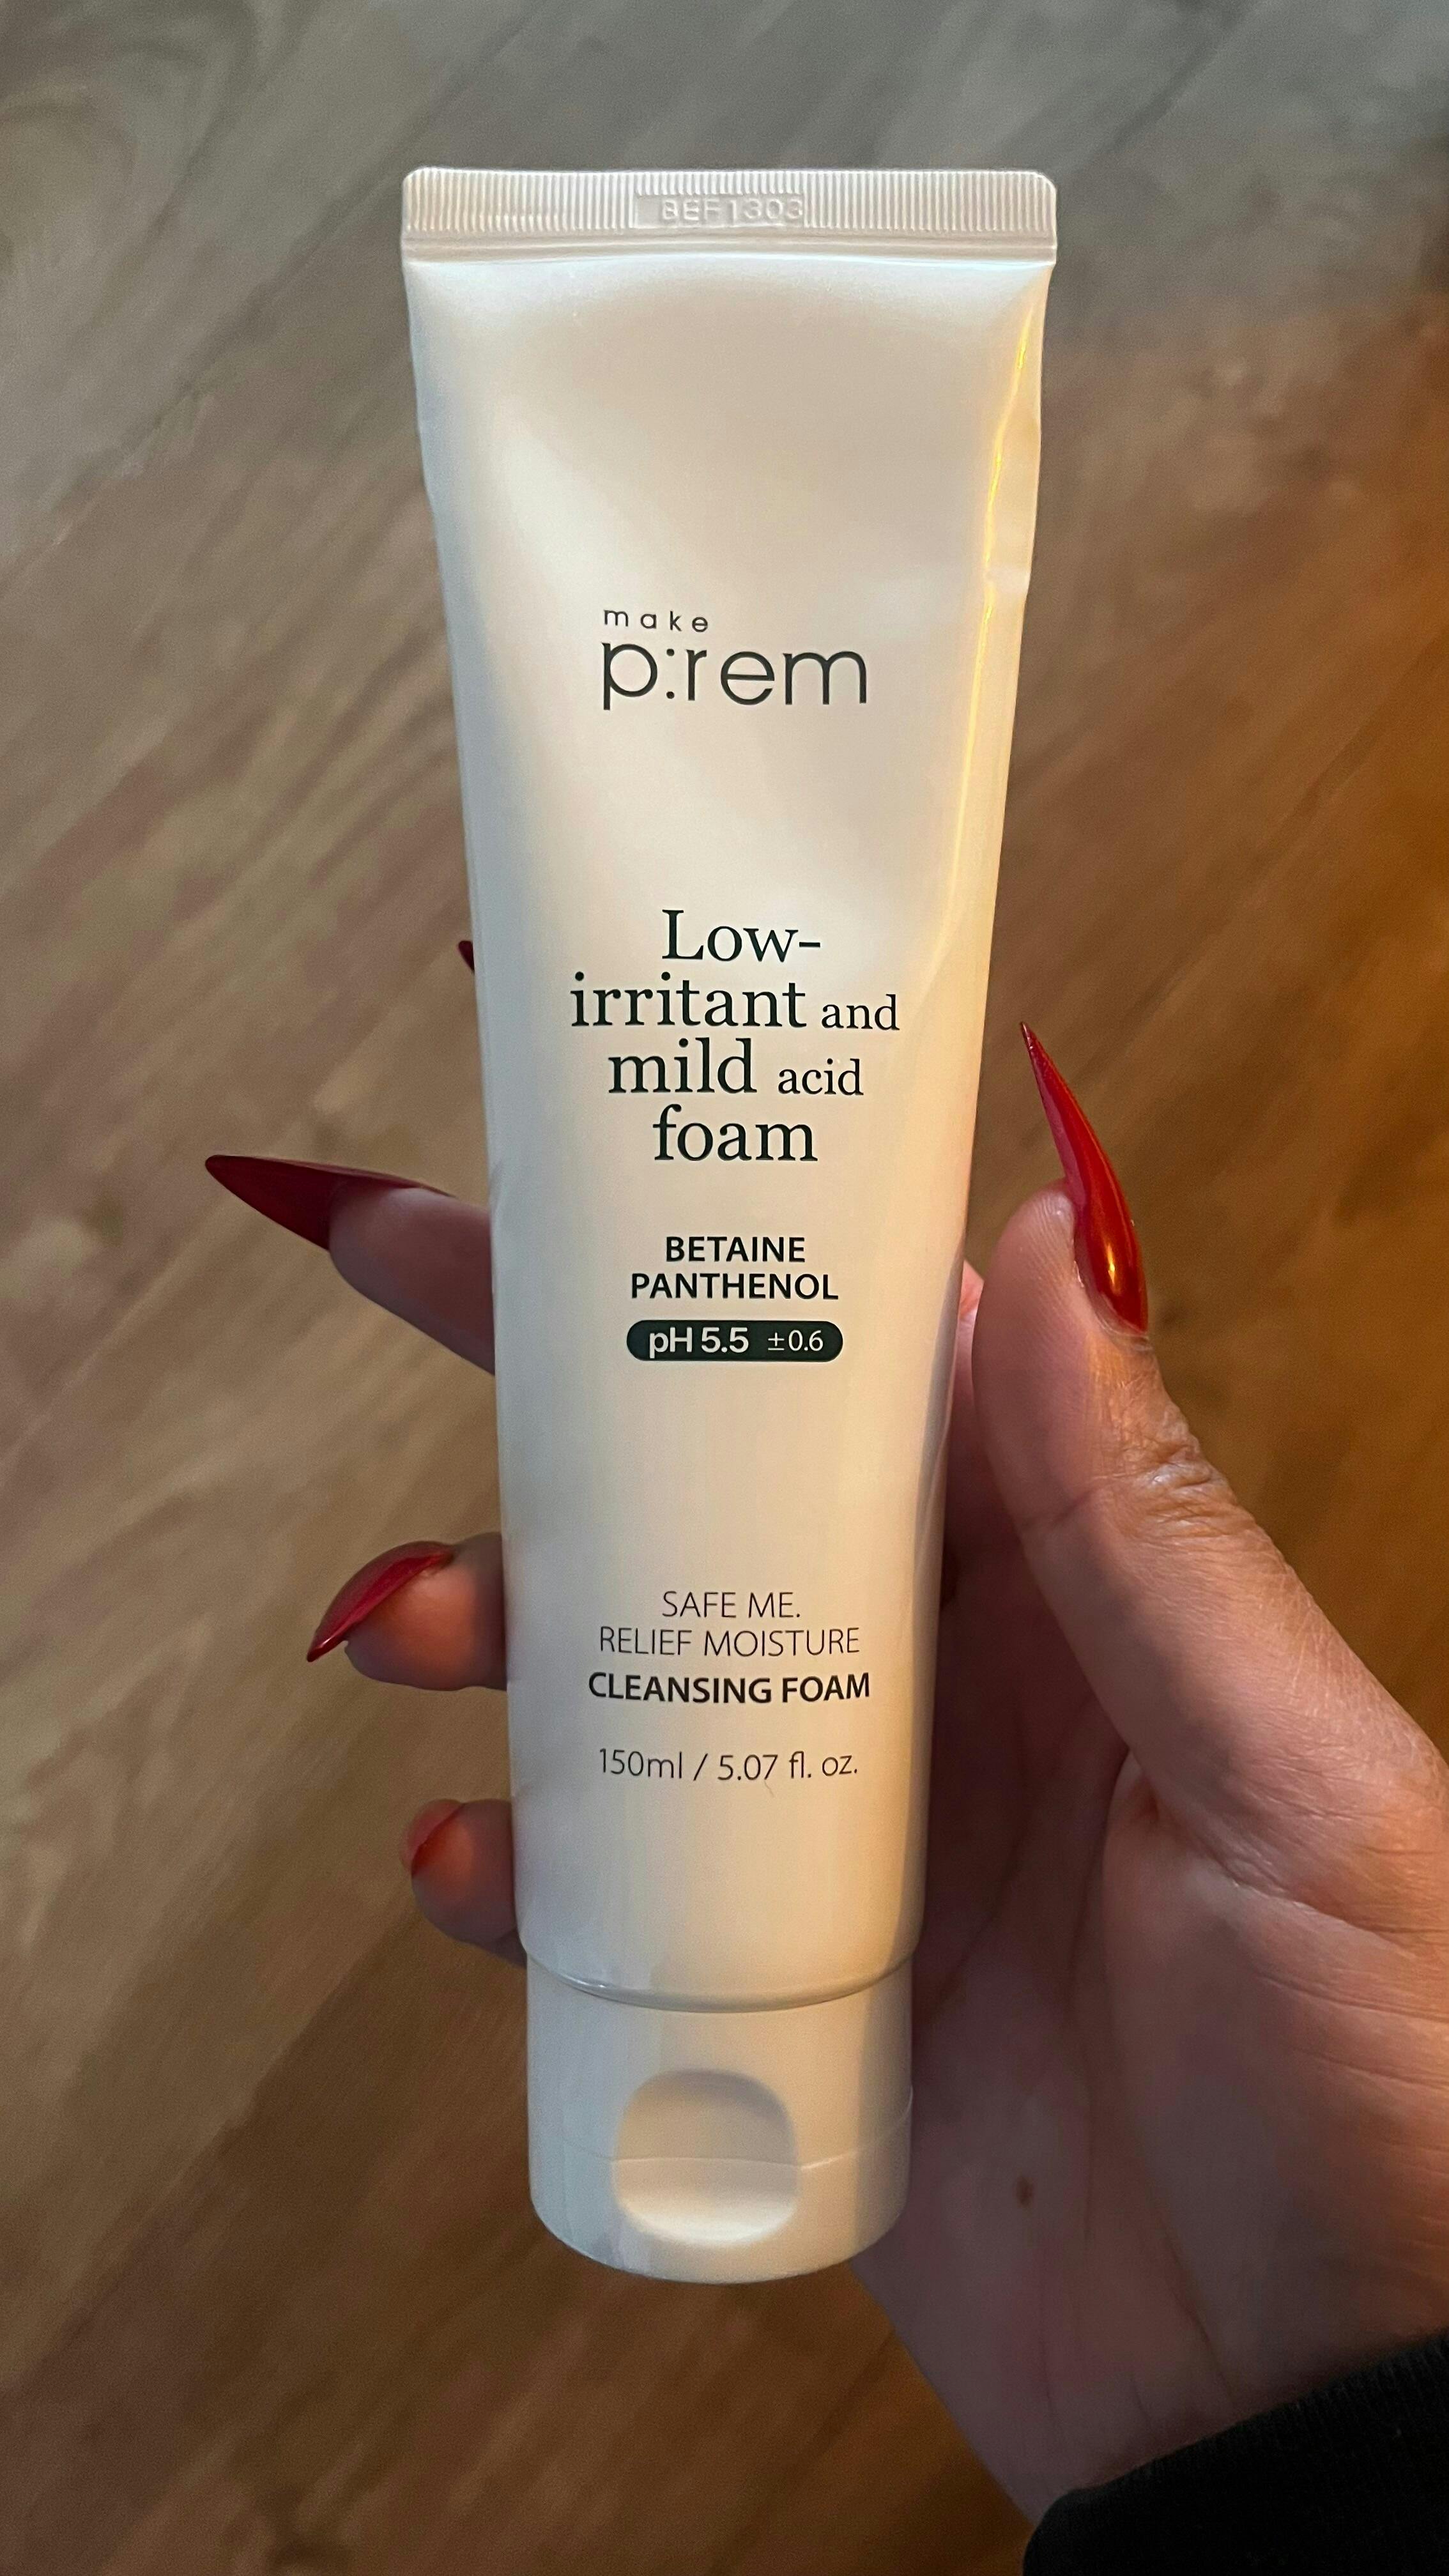 BEF1303
make
p:rem
Low-
irritant and
mild acid
foam
BETAINE
PANTHENOL
pH 5.5 ±0.6
SAFE ME.
RELIEF MOISTURE
CLEANSING FOAM
150ml / 5.07 fl. oz.